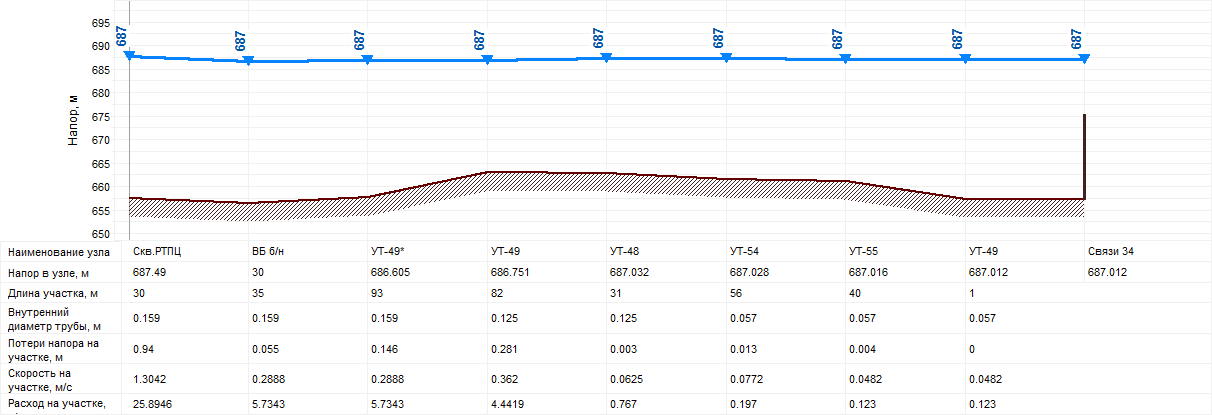 695
690
685
680
675
670
665
660
655
650
Напор, м
687 687 687 687 687 687 687 687 687
Наименование узла Скв.РТПЦ ВБ б/н УТ-49* УТ-49 УТ-48 УТ-54 УТ-55 УТ-49 Связи 34
Напор в узле, м 687.49 30 686.605 686.751 687.032 687.028 687.016 687.012 687.012
Длина участка, м 30 35 93 82 31 56 40 1
Внутренний
диаметр трубы, м 0.159 0.159 0.159 0.125 0.125 0.057 0.057 0.057
Потери напора на
участке, м 0.94 0.055 0.146 0.281 0.003 0.013 0.004 0
Скорость на
участке, м/с 1.3042 0.2888 0.2888 0.362 0.0625 0.0772 0.0482 0.0482
Расход на участке, 25.8946 5.7343 5.7343 4.4419 0.767 0.197 0.123 0.123